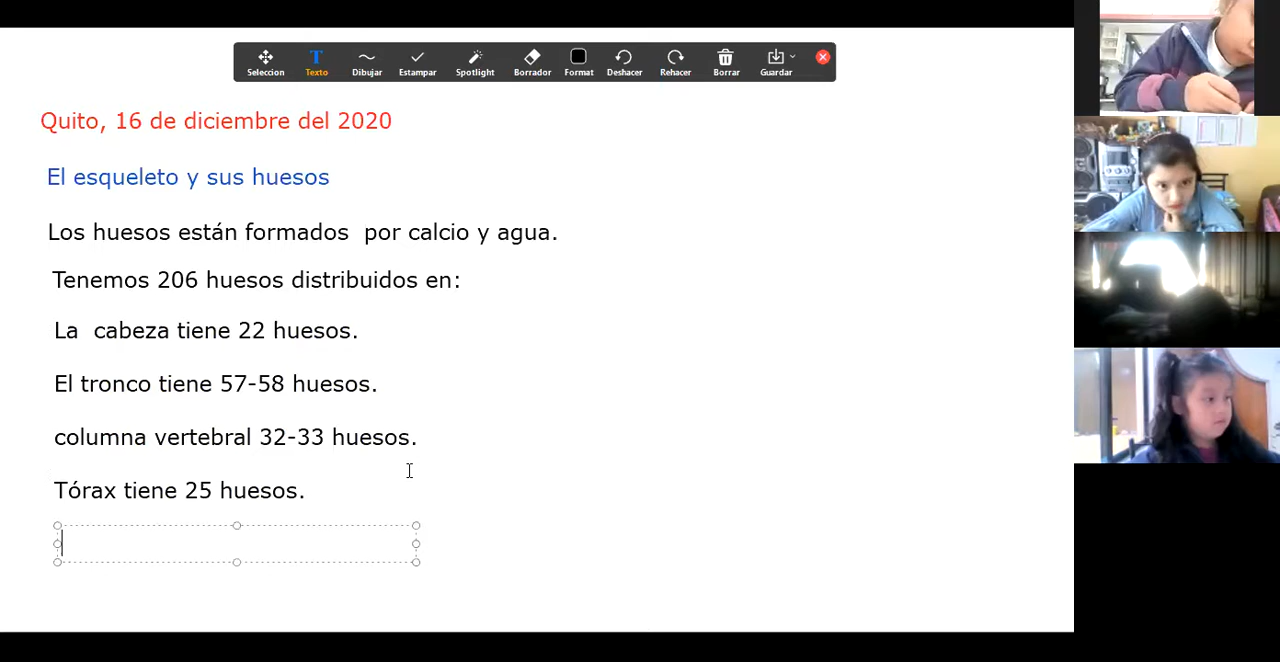 Seleccion Texto Dibujar Estampar Spotlight Borrador Format Deshacer Rehacer Borrar Guardar
Quito, 16 de diciembre del 2020
El esqueleto y sus huesos
Los huesos están formados  por calcio y agua.
Tenemos 206 huesos distribuidos en:
La  cabeza tiene 22 huesos.
El tronco tiene 57-58 huesos.
columna vertebral 32-33 huesos.
Tórax tiene 25 huesos.